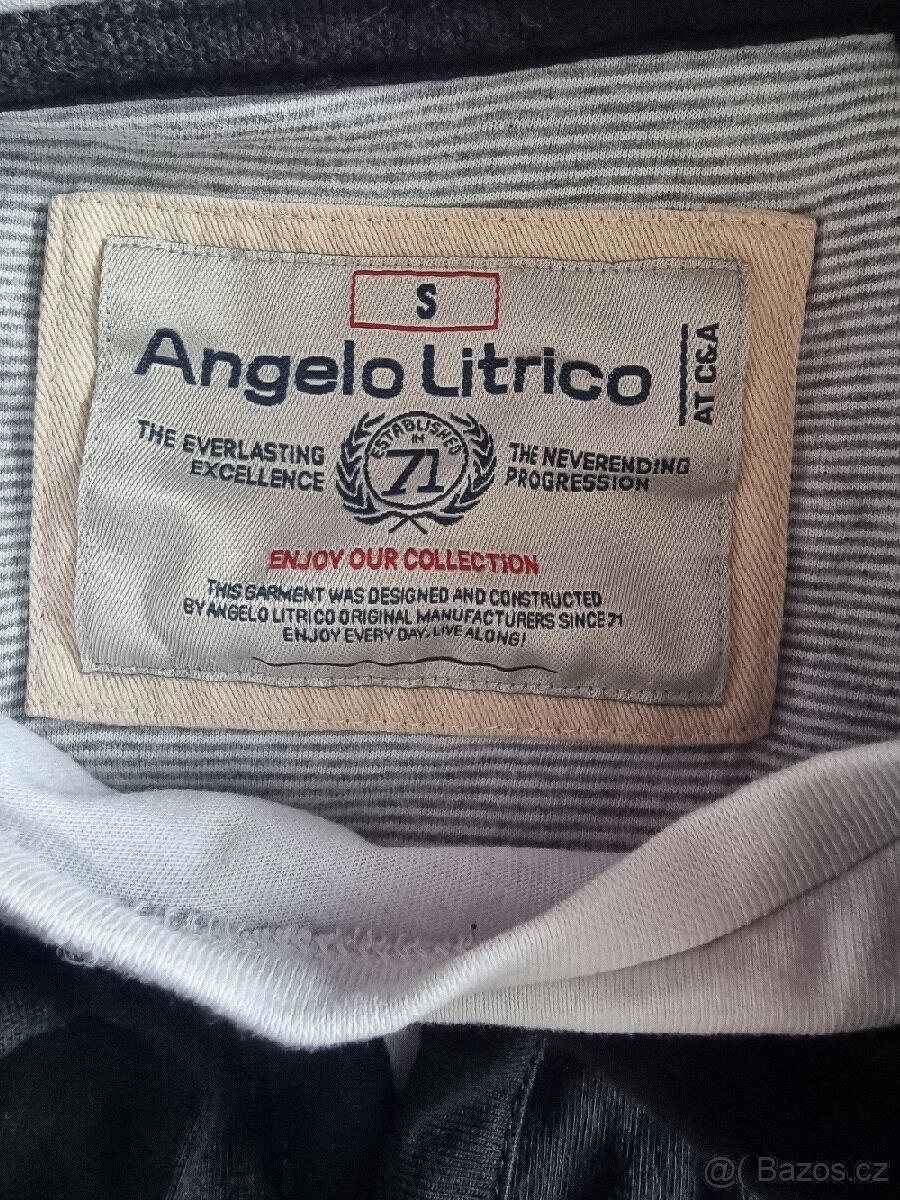 S
Angelo Litrico
AT C&A
THE EVERLASTING
EXCELLENCE
ESTABLISHED
IN
71
THE NEVERENDING
PROGRESSION
ENJOY OUR COLLECTION
THIS GARMENT WAS DESIGNED AND CONSTRUCTED
BY ANGELO LITRICO ORIGINAL MANUFACTURERS SINCE 71
ENJOY EVERY DAY. LIVE ALONG!
@( Bazos.cz